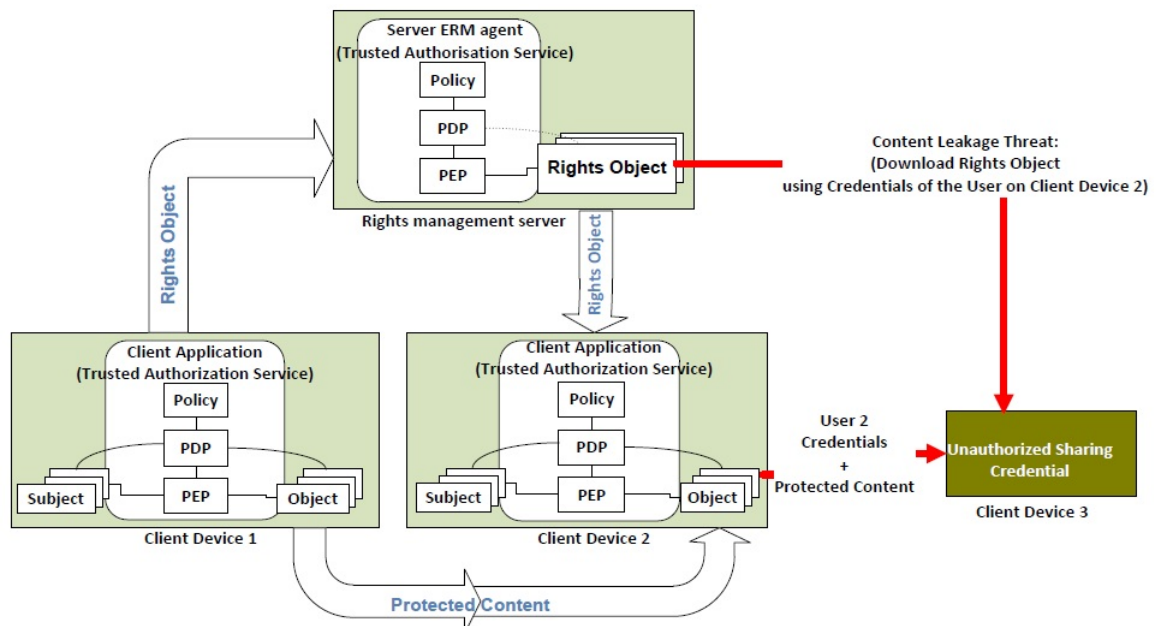 Server ERM agent
(Trusted Authorisation Service)
Policy
PDP
PEP
Rights Object
Rights management server
Content Leakage Threat:
(Download Rights Object
using Credentials of the User on Client Device 2)
Rights Object
Rights Object
Client Application
(Trusted Authorization Service)
Policy
PDP
PEP
Subject
Object
Client Device 1
Client Application
(Trusted Authorization Service)
Policy
PDP
PEP
Subject
Object
Client Device 2
User 2
Credentials
+
Protected Content
Unauthorized Sharing
Credential
Client Device 3
Protected Content